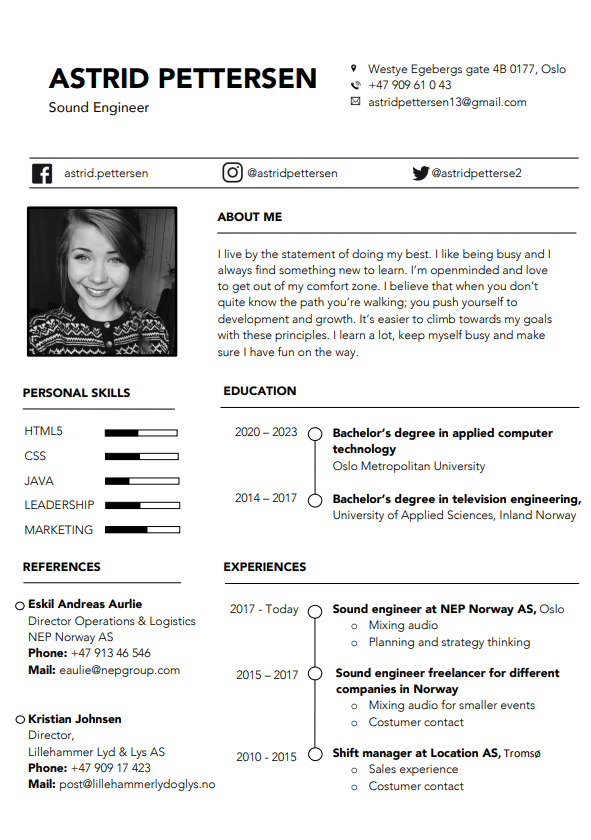 ASTRID PETTERSEN
Sound Engineer
Westye Egebergs gate 4B 0177, Oslo
+47 909 61 0 43
astridpettersen13@gmail.com
astrid.pettersen
@astridpettersen
@astridpetterse2
ABOUT ME
I live by the statement of doing my best. I like being busy and I
always find something new to learn. I’m openminded and love
to get out of my comfort zone. I believe that when you don’t
quite know the path you’re walking; you push yourself to
development and growth. It’s easier to climb towards my goals
with these principles. I learn a lot, keep myself busy and make
sure I have fun on the way.
PERSONAL SKILLS
HTML5
CSS
JAVA
LEADERSHIP
MARKETING
EDUCATION
2020 – 2023
Bachelor’s degree in applied computer
technology
Oslo Metropolitan University
2014 – 2017
Bachelor’s degree in television engineering,
University of Applied Sciences, Inland Norway
REFERENCES
Eskil Andreas Aurlie
Director Operations & Logistics
NEP Norway AS
Phone: +47 913 46 546
Mail: eaulie@nepgroup.com
Kristian Johnsen
Director,
Lillehammer Lyd & Lys AS
Phone: +47 909 17 423
Mail: post@lillehammerlydoglys.no
EXPERIENCES
2017 - Today
Sound engineer at NEP Norway AS, Oslo
o Mixing audio
o Planning and strategy thinking
2015 – 2017
Sound engineer freelancer for different
companies in Norway
o Mixing audio for smaller events
o Costumer contact
2010 - 2015
Shift manager at Location AS, Tromsø
o Sales experience
o Costumer contact